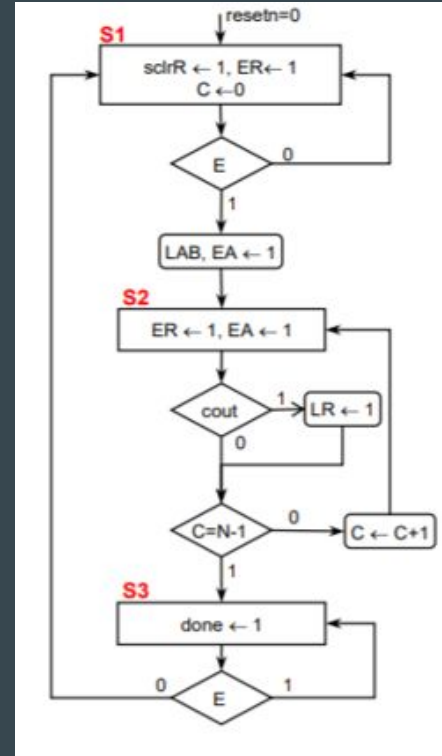 resetn=0
S1
sclrR ← 1, ER← 1
C ←0
E
0
1
LAB, EA ← 1
S2
ER ← 1, EA ← 1
cout
1
LR ← 1
0
C=N-1
0
C ← C+1
1
S3
done ← 1
0
E
1